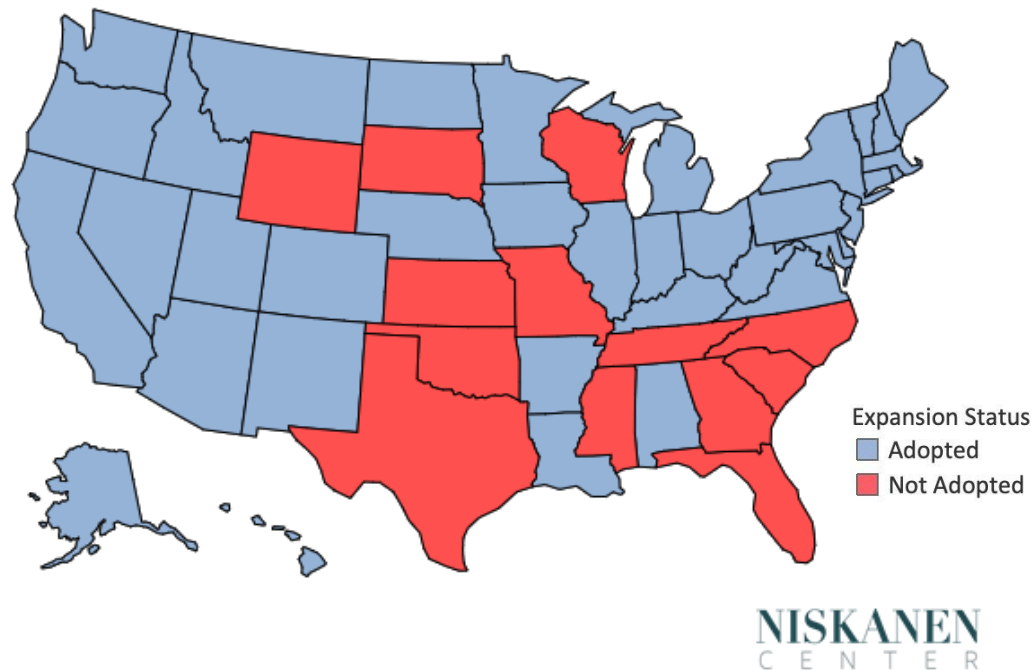 Expansion Status
Adopted
Not Adopted
NISKANEN
CENTER